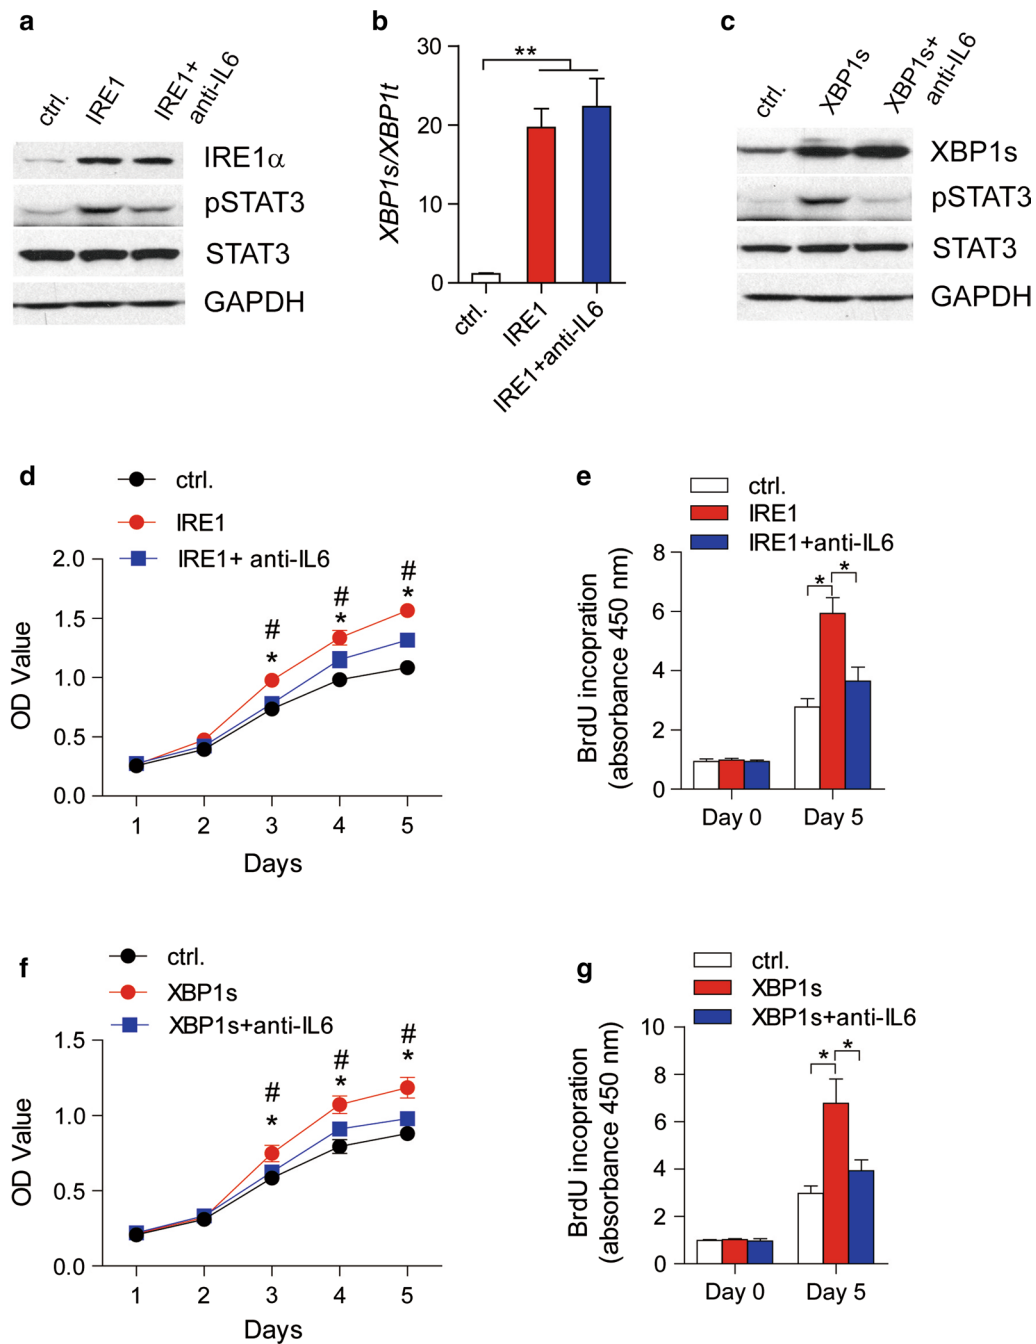 a
ctrl.
IRE1
IRE1+
anti-IL6
IRE1α
pSTAT3
STAT3
GAPDH
b
30
20
10
0
XBP1s/XBP1t
**
ctrl.
IRE1
IRE1+anti-IL6
c
ctrl.
XBP1s
XBP1s+
anti-IL6
XBP1s
pSTAT3
STAT3
GAPDH
d
ctrl.
IRE1
IRE1+ anti-IL6
2.0
1.5
1.0
0.5
0.0
OD Value
#
*
#
*
#
*
1 2 3 4 5
Days
e
ctrl.
IRE1
IRE1+anti-IL6
8
6
4
2
0
BrdU incopration
(absorbance 450 nm)
* *
Day 0 Day 5
f
ctrl.
XBP1s
XBP1s+anti-IL6
1.5
1.0
0.5
0.0
OD Value
#
*
#
*
#
*
1 2 3 4 5
Days
g
ctrl.
XBP1s
XBP1s+anti-IL6
10
8
6
4
2
0
BrdU incopration
(absorbance 450 nm)
* *
Day 0 Day 5